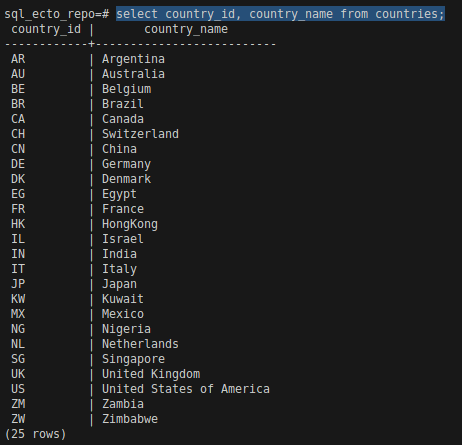 sql_ecto_repo=# select country_id, country_name from countries;
 country_id |       country_name
------------+--------------------------
 AR         | Argentina
 AU         | Australia
 BE         | Belgium
 BR         | Brazil
 CA         | Canada
 CH         | Switzerland
 CN         | China
 DE         | Germany
 DK         | Denmark
 EG         | Egypt
 FR         | France
 HK         | HongKong
 IL         | Israel
 IN         | India
 IT         | Italy
 JP         | Japan
 KW         | Kuwait
 MX         | Mexico
 NG         | Nigeria
 NL         | Netherlands
 SG         | Singapore
 UK         | United Kingdom
 US         | United States of America
 ZM         | Zambia
 ZW         | Zimbabwe
(25 rows)